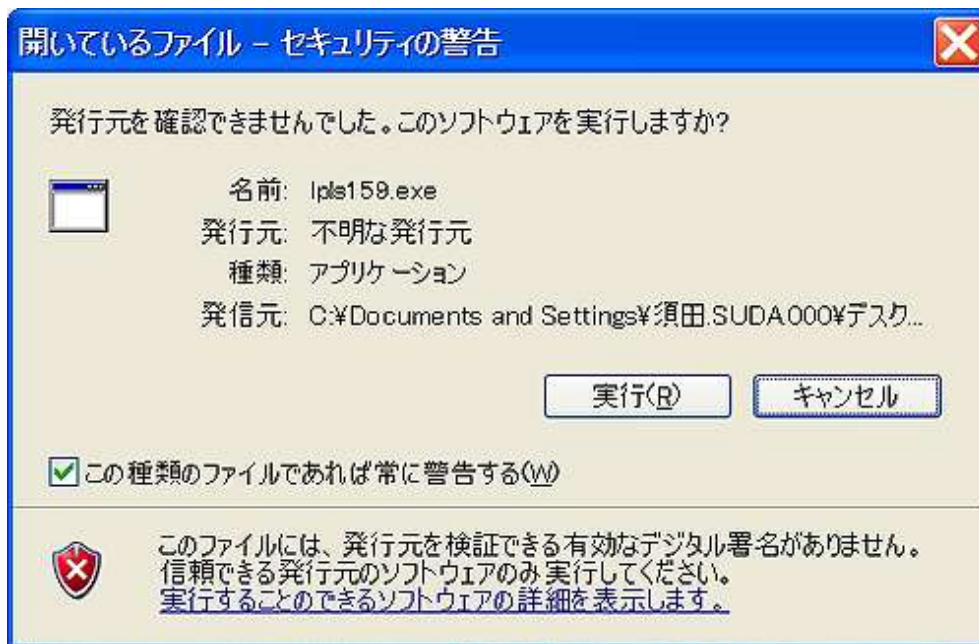 開いているファイル - セキュリティの警告
発行元を確認できませんでした。このソフトウェアを実行しますか?
名前: lpls159.exe
発行元: 不明な発行元
種類: アプリケーション
発信元: C:¥Documents and Settings¥須田.SUDA000¥デスク...
実行(R) キャンセル
この種類のファイルであれば常に警告する(W)
このファイルには、発行元を検証できる有効なデジタル署名がありません。
信頼できる発行元のソフトウェアのみ実行してください。
実行することのできるソフトウェアの詳細を表示します。